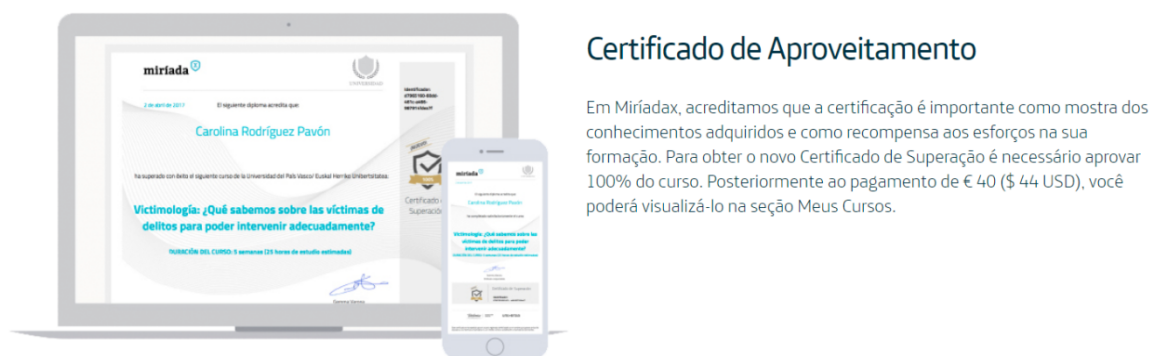 Certificado de Aproveitamento
Em Miríadax, acreditamos que a certificação é importante como mostra dos
conhecimentos adquiridos e como recompensa aos esforços na sua
formação. Para obter o novo Certificado de Superação é necessário aprovar
100% do curso. Posteriormente ao pagamento de € 40 ($ 44 USD), você
poderá visualizá-lo na seção Meus Cursos.
miríada x
2 de abril de 2017
El siguiente diploma acredita que:
Carolina Rodríguez Pavón
ha superado con éxito el siguiente curso de la Universidad del País Vasco/ Euskal Herriko Unibertsitatea.
Victimología: ¿Qué sabemos sobre las víctimas de
delitos para poder intervenir adecuadamente?
DURACIÓN DEL CURSO: 5 semanas (25 horas de estudio estimadas)
Certificado
Superación
miríada x
Carolina Rodríguez Pavón
Victimología: ¿Qué sabemos sobre las
víctimas de delitos para poder
intervenir adecuadamente?
Certificado de Superación